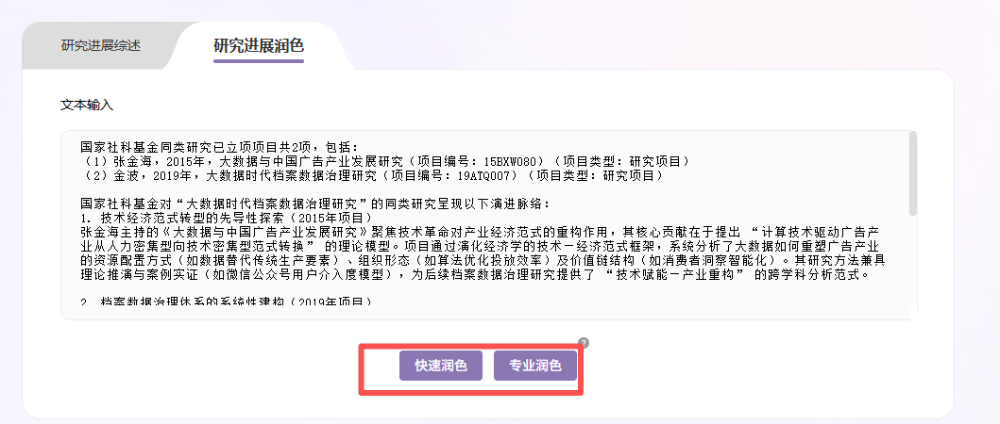 研究进展综述
研究进展润色
文本输入
国家社科基金同类研究已立项项目共2项，包括：
（1）张金海，2015年，大数据与中国广告产业发展研究（项目编号：15BXW080）（项目类型：研究项目）
（2）金波，2019年，大数据时代档案数据治理研究（项目编号：19ATQ007）（项目类型：研究项目）
国家社科基金对“大数据时代档案数据治理研究”的同类研究呈现以下演进脉络：
1. 技术经济范式转型的先导性探索（2015年项目）
张金海主持的《大数据与中国广告产业发展研究》聚焦技术革命对产业经济范式的重构作用，其核心贡献在于提出 “计算技术驱动广告产
业从人力密集型向技术密集型范式转换” 的理论模型。项目通过演化经济学的技术－经济范式框架，系统分析了大数据如何重塑广告产业
的资源配置方式（如数据替代传统生产要素）、组织形态（如算法优化投放效率）及价值链结构（如消费者洞察智能化）。其研究方法兼具
理论推演与案例实证（如微信公众号用户介入度模型），为后续档案数据治理研究提供了 “技术赋能－产业重构” 的跨学科分析范式。
2. 档案数据治理体系的系统性建构（2019年项目）
?
快速润色
专业润色